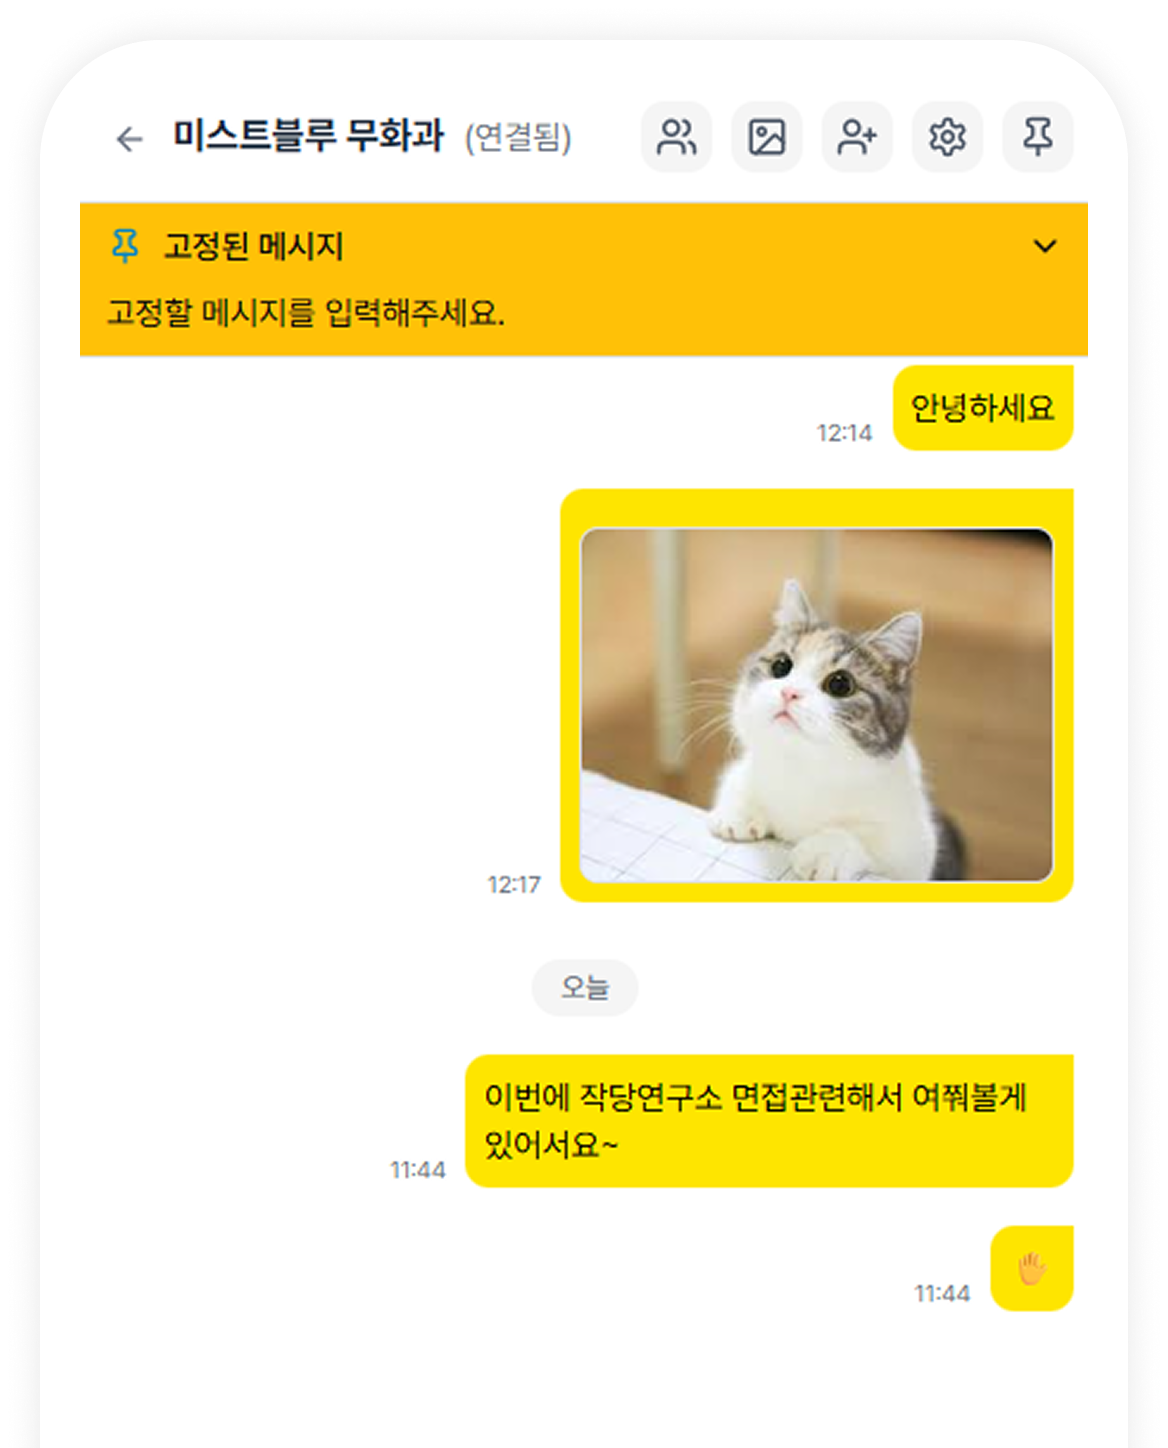 미스트블루 무화과 (연결됨)
고정된 메시지
고정할 메시지를 입력해주세요.
안녕하세요
12:14
12:17
오늘
이번에 작당연구소 면접관련해서 여쭤볼게
있어서요~
11:44
11:44